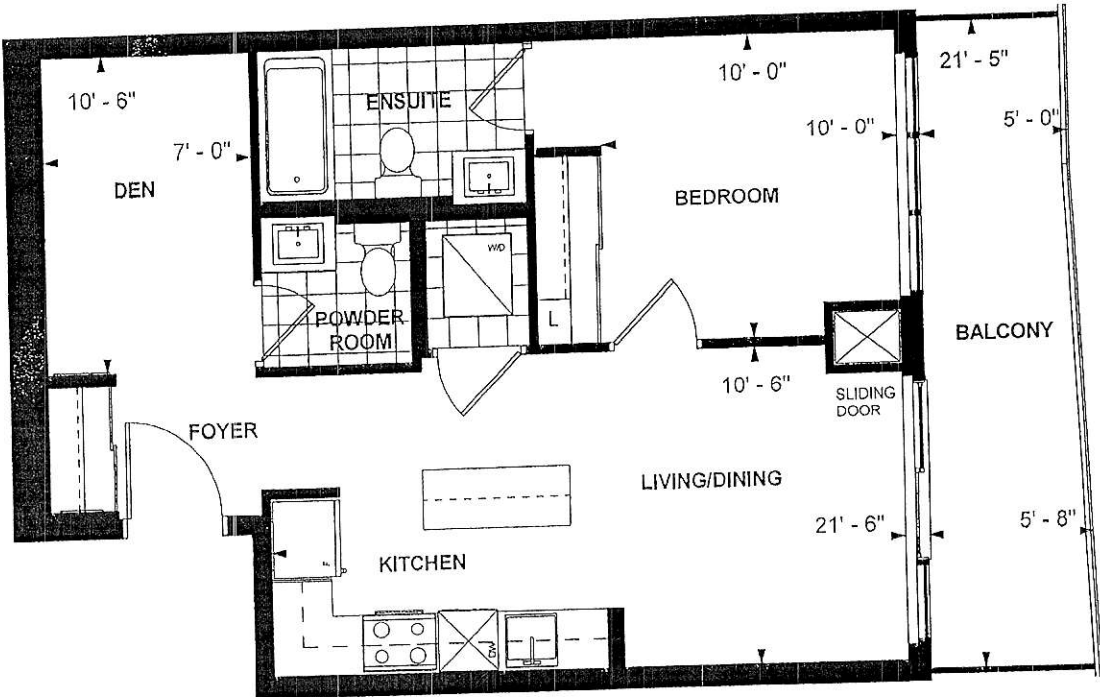 10' - 6"
7' - 0"
DEN
ENSUITE
10' - 0"
10' - 0"
BEDROOM
21' - 5"
5' - 0"
BALCONY
W/D
POWDER
ROOM
L
10' - 6"
SLIDING
DOOR
FOYER
LIVING/DINING
21' - 6"
5' - 8"
F
KITCHEN
DW